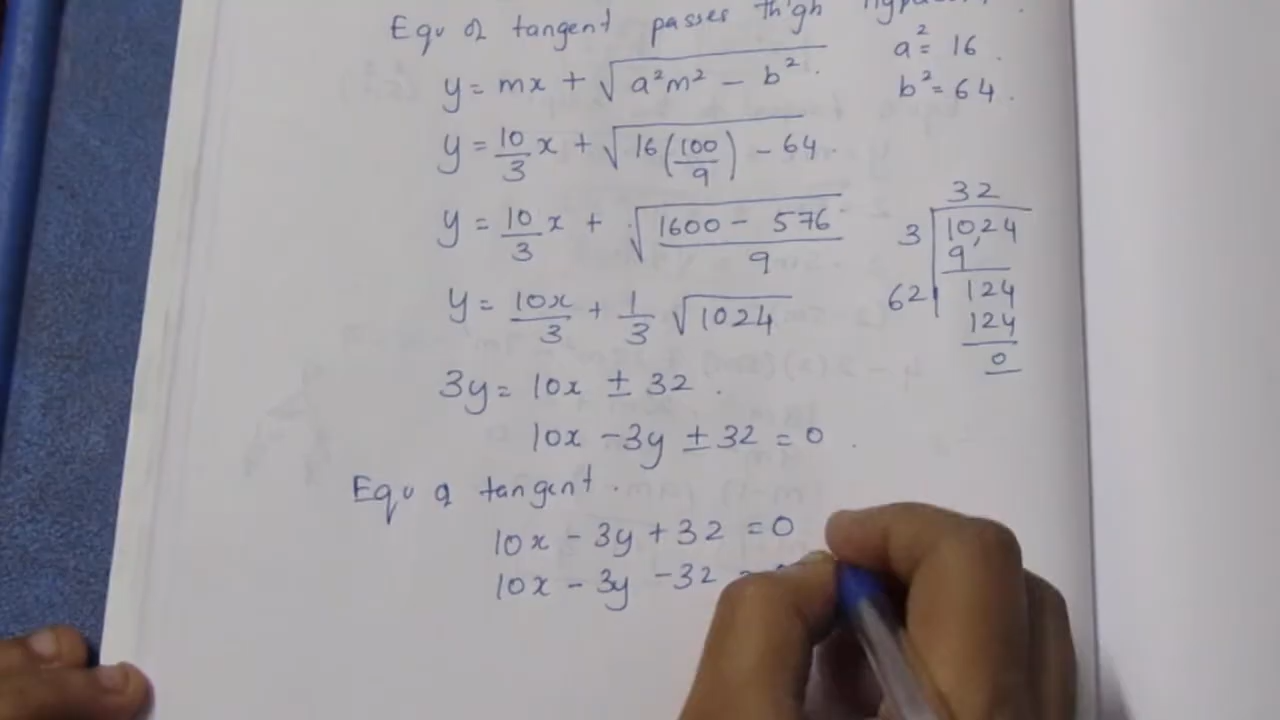 Equ of tangent passes th'gh
a² = 16 .
y = mx + √a²m² - b² .
b² = 64 .
y = 10/3 x + √16(100/9) - 64 .
y = 10/3 x + √(1600 - 576)/9
y = 10x/3 + 1/3 √1024
3y = 10x ± 32 .
10x - 3y ± 32 = 0 .
Equ of tangent .
10x - 3y + 32 = 0
10x - 3y - 32
32
3 1024
9
62 124
124
0